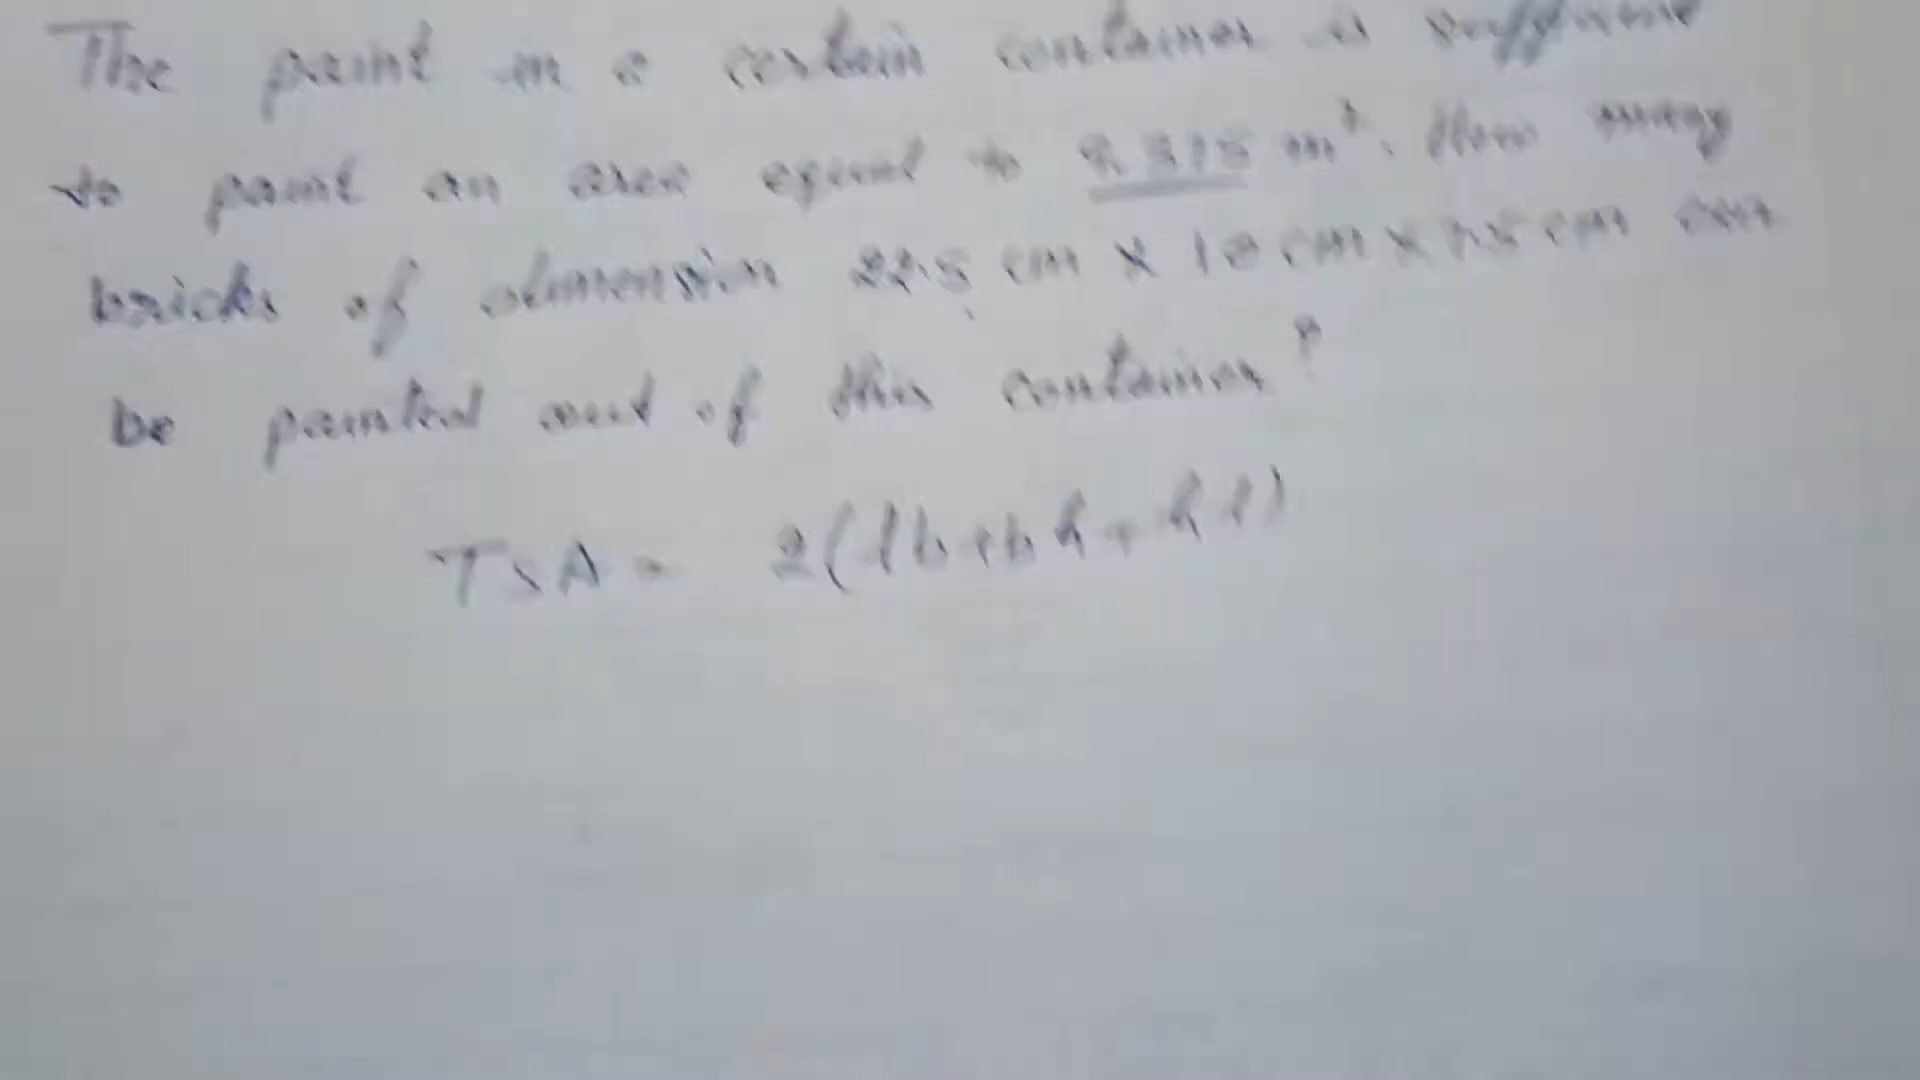 The paint in a certain container is sufficient
to paint an area equal to m². How many
bricks of dimension 22.5 cm x 10 cm x 7.5 cm can
be painted out of this container?
TSA = 2(lb+bh+hl)